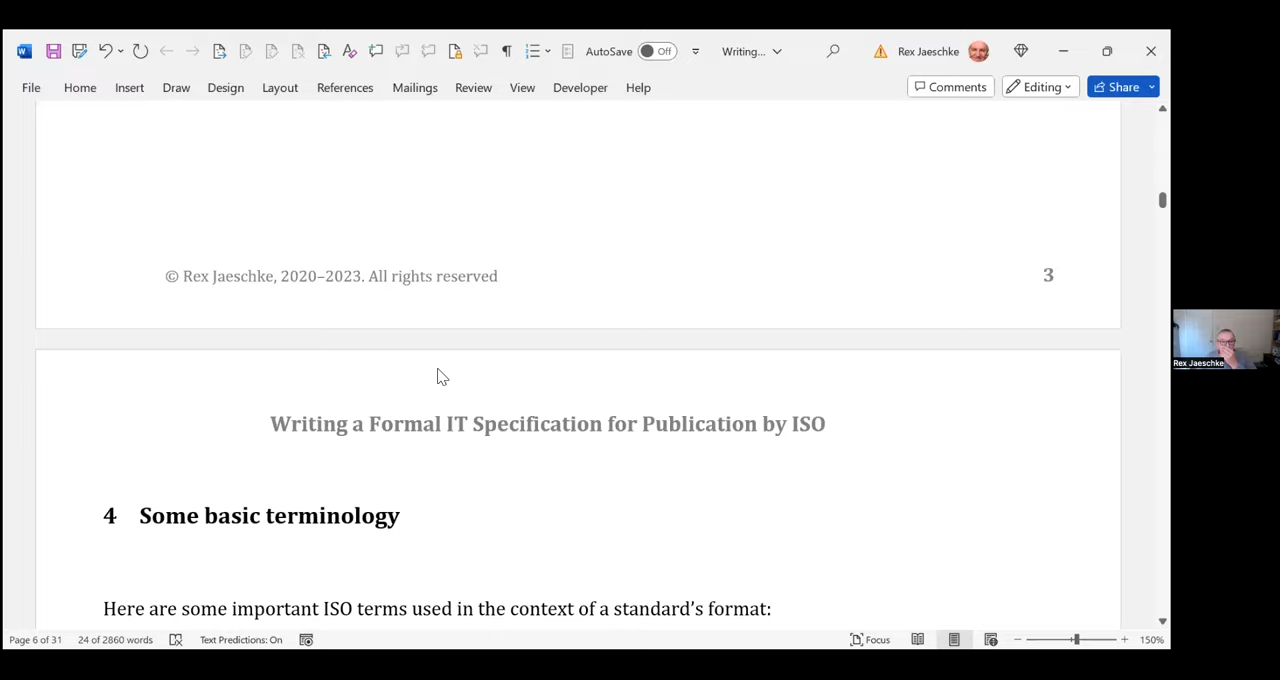 AutoSave Off Writing... Rex Jaeschke
File Home Insert Draw Design Layout References Mailings Review View Developer Help Comments Editing Share
© Rex Jaeschke, 2020–2023. All rights reserved 3
Writing a Formal IT Specification for Publication by ISO
4 Some basic terminology
Here are some important ISO terms used in the context of a standard’s format:
Page 6 of 31 24 of 2860 words Text Predictions: On Focus 150%
Rex Jaeschke